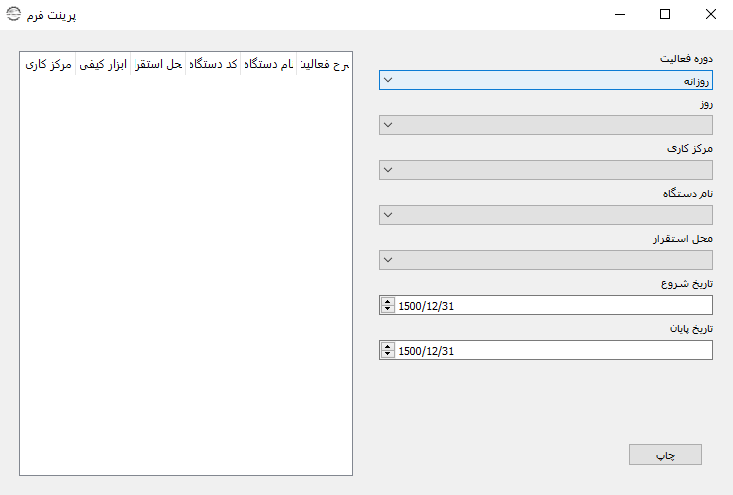 پرینت فرم
رح فعالیت نام دستگاه کد دستگاه حل استقر ابزار کیفی مرکز کاری
دوره فعالیت
روزانه
روز
مرکز کاری
نام دستگاه
محل استقرار
تاریخ شروع
1500/12/31
تاریخ پایان
1500/12/31
چاپ